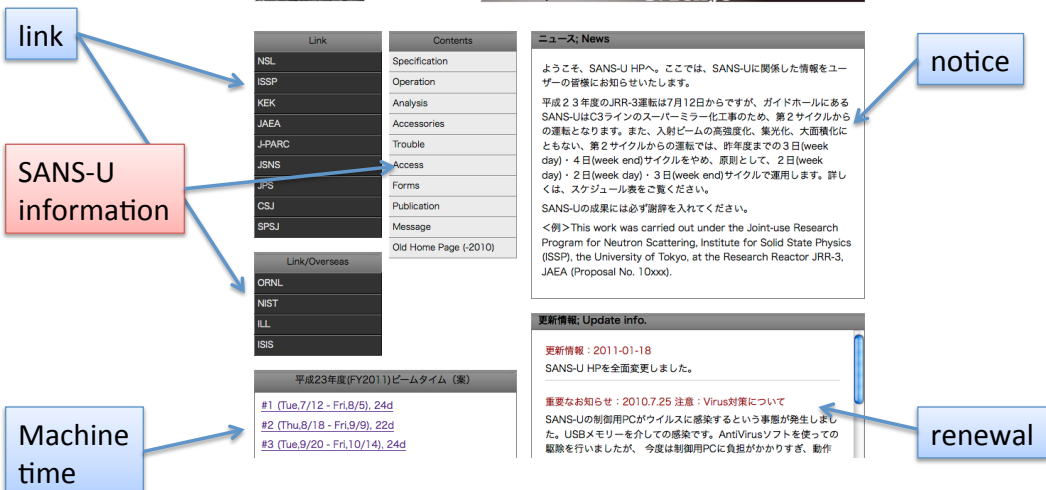 link
SANS-U
information
Machine
time
Link
NSL
ISSP
KEK
JAEA
J-PARC
JSNS
JPS
CSJ
SPSJ
Link/Overseas
ORNL
NIST
ILL
ISIS
Contents
Specification
Operation
Analysis
Accessories
Trouble
Access
Forms
Publication
Message
Old Home Page (-2010)
平成23年度(FY2011)ビームタイム（案）
#1 (Tue,7/12 - Fri,8/5), 24d
#2 (Thu,8/18 - Fri,9/9), 22d
#3 (Tue,9/20 - Fri,10/14), 24d
ニュース; News
ようこそ、SANS-U HPへ。ここでは、SANS-Uに関係した情報をユー
ザーの皆様にお知らせいたします。
平成２３年度のJRR-3運転は7月12日からですが、ガイドホールにある
SANS-UはC3ラインのスーパーミラー化工事のため、第２サイクルから
の運転となります。また、入射ビームの高強度化、集光化、大面積化に
ともない、第２サイクルからの運転では、昨年度までの３日(week
day)・４日(week end)サイクルをやめ、原則として、２日(week
day)・２日(week day)・３日(week end)サイクルで運用します。詳し
くは、スケジュール表をご覧ください。
SANS-Uの成果には必ず謝辞を入れてください。
＜例＞This work was carried out under the Joint-use Research
Program for Neutron Scattering, Institute for Solid State Physics
(ISSP), the University of Tokyo, at the Research Reactor JRR-3,
JAEA (Proposal No. 10xxx).
更新情報; Update info.
更新情報：2011-01-18
SANS-U HPを全面変更しました。
重要なお知らせ：2010.7.25 注意：Virus対策について
SANS-Uの制御用PCがウイルスに感染するという事態が発生しまし
た。USBメモリーを介しての感染です。AntiVirusソフトを使っての
駆除を行いましたが、 今度は制御用PCに負担がかかりすぎ、動作
notice
renewal